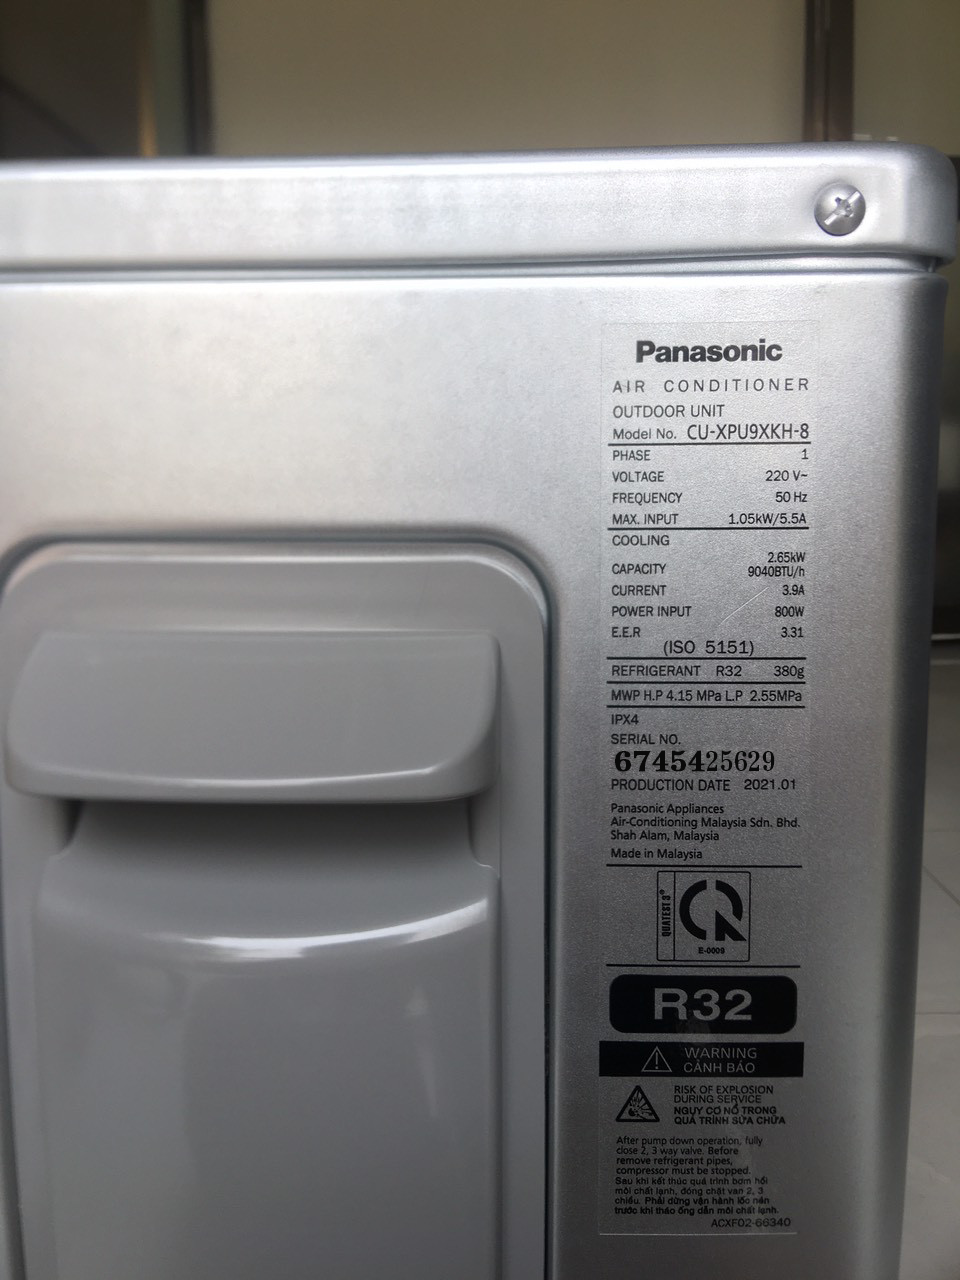 Panasonic
AIR CONDITIONER
OUTDOOR UNIT
Model No. CU-XPU9XKH-8
PHASE 1
VOLTAGE 220 V~
FREQUENCY 50 Hz
MAX. INPUT 1.05kW/5.5A
COOLING
CAPACITY 2.65kW
9040BTU/h
CURRENT 3.9A
POWER INPUT 800W
E.E.R 3.31
(ISO 5151)
REFRIGERANT R32 380g
MWP H.P 4.15 MPa L.P 2.55MPa
IPX4
SERIAL NO.
6745425629
PRODUCTION DATE 2021.01
Panasonic Appliances
Air-Conditioning Malaysia Sdn. Bhd.
Shah Alam, Malaysia
Made in Malaysia
QUATEST 3®
E-0009
R32
WARNING
CẢNH BÁO
RISK OF EXPLOSION
DURING SERVICE
NGUY CƠ NỔ TRONG
QUÁ TRÌNH SỬA CHỮA
After pump down operation, fully
close 2, 3 way valve. Before
remove refrigerant pipes,
compressor must be stopped.
Sau khi kết thúc quá trình bơm hồi
môi chất lạnh, đóng chặt van 2, 3
chiều. Phải dừng vận hành lốc nén
trước khi tháo ống dẫn môi chất lạnh.
ACXF02-66340